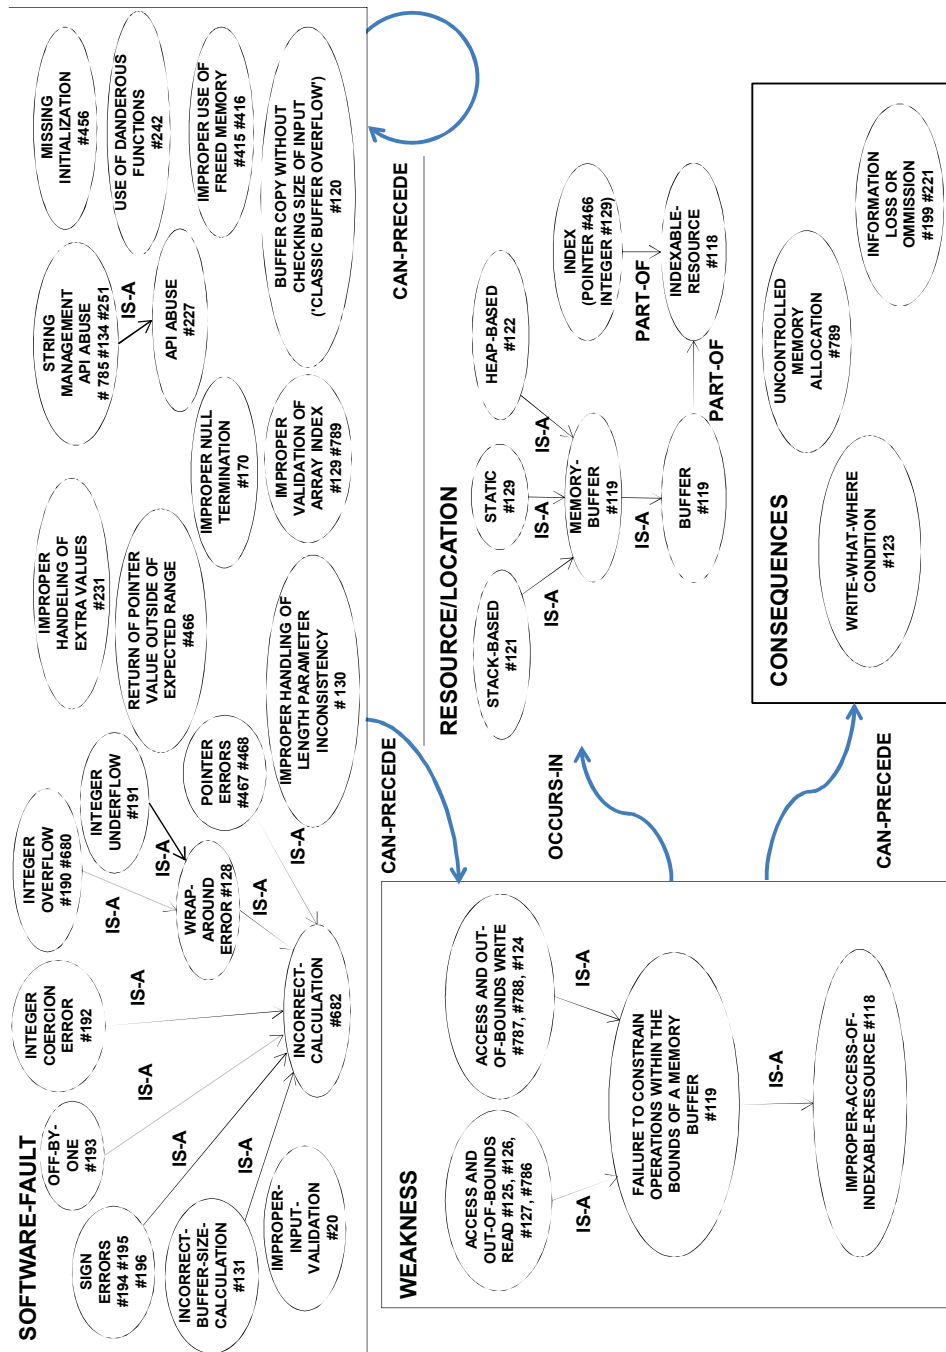 SOFTWARE-FAULT
SIGN
ERRORS
#194 #195
#196
OFF-BY-
ONE
#193
INTEGER
COERCION
ERROR
#192
INTEGER
OVERFLOW
#190 #680
INTEGER
UNDERFLOW
#191
IMPROPER
HANDELING OF
EXTRA VALUES
#231
STRING
MANAGEMENT
API ABUSE
# 785 #134 #251
MISSING
INITIALIZATION
#456
IS-A
IS-A
IS-A
IS-A
IS-A
IS-A
INCORRECT-
BUFFER-SIZE-
CALCULATION
#131
IS-A
WRAP-
AROUND
ERROR #128
IS-A
POINTER
ERRORS
#467 #468
RETURN OF POINTER
VALUE OUTSIDE OF
EXPECTED RANGE
#466
API ABUSE
#227
USE OF DANDEROUS
FUNCTIONS
#242
IMPROPER NULL
TERMINATION
#170
IMPROPER USE OF
FREED MEMORY
#415 #416
IMPROPER-
INPUT-
VALIDATION
#20
INCORRECT-
CALCULATION
#682
IS-A
IMPROPER HANDLING OF
LENGTH PARAMETER
INCONSISTENCY
#130
IMPROPER
VALIDATION OF
ARRAY INDEX
#129 #789
BUFFER COPY WITHOUT
CHECKING SIZE OF INPUT
('CLASSIC BUFFER OVERFLOW')
#120
CAN-PRECEDE
CAN-PRECEDE
WEAKNESS
ACCESS AND
OUT-OF-BOUNDS
READ #125, #126,
#127, #786
ACCESS AND OUT-
OF-BOUNDS WRITE
#787, #788, #124
IS-A
IS-A
FAILURE TO CONSTRAIN
OPERATIONS WITHIN THE
BOUNDS OF A MEMORY
BUFFER
#119
IS-A
IMPROPER-ACCESS-OF-
INDEXABLE-RESOURCE #118
OCCURS-IN
CAN-PRECEDE
RESOURCE/LOCATION
STACK-BASED
#121
STATIC
#129
HEAP-BASED
#122
IS-A
IS-A
IS-A
MEMORY-
BUFFER
#119
INDEX
(POINTER #466
INTEGER #129)
IS-A
PART-OF
BUFFER
#119
PART-OF
INDEXABLE-
RESOURCE
#118
CONSEQUENCES
WRITE-WHAT-WHERE
CONDITION
#123
UNCONTROLLED
MEMORY
ALLOCATION
#789
INFORMATION
LOSS OR
OMMISSION
#199 #221